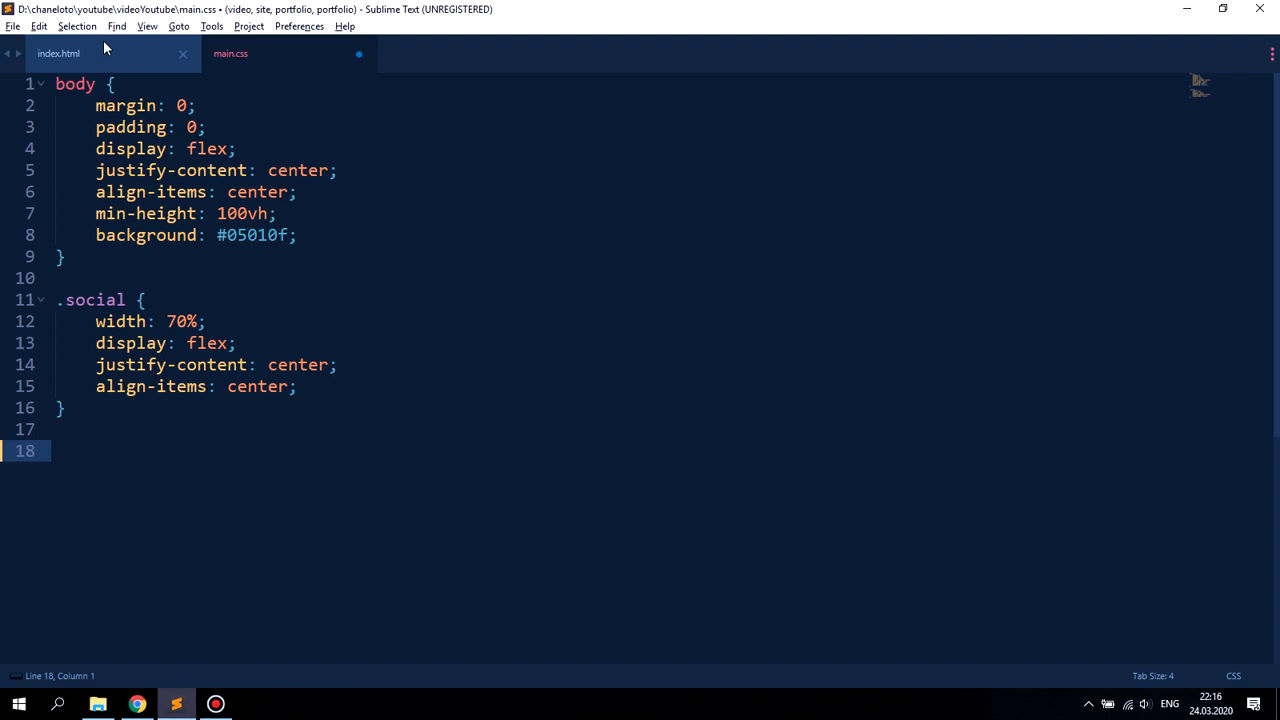 D:\chaneloto\youtube\videoYoutube\main.css • (video, site, portfolio, portfolio) - Sublime Text (UNREGISTERED)
File Edit Selection Find View Goto Tools Project Preferences Help
index.html main.css
1 body {
2 margin: 0;
3 padding: 0;
4 display: flex;
5 justify-content: center;
6 align-items: center;
7 min-height: 100vh;
8 background: #05010f;
9 }
10
11 .social {
12 width: 70%;
13 display: flex;
14 justify-content: center;
15 align-items: center;
16 }
17
18
Line 18, Column 1 Tab Size: 4 CSS
ENG 22:16
24.03.2020